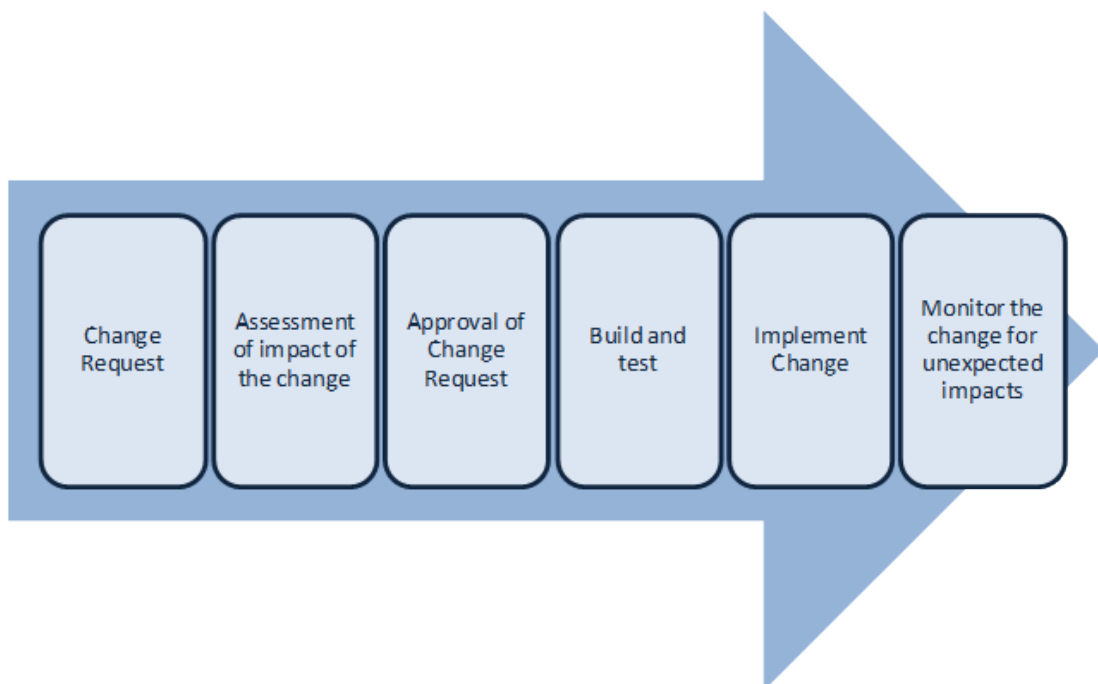 Change
Request
Assessment
of impact of
the change
Approval of
Change
Request
Build and
test
Implement
Change
Monitor the
change for
unexpected
impacts